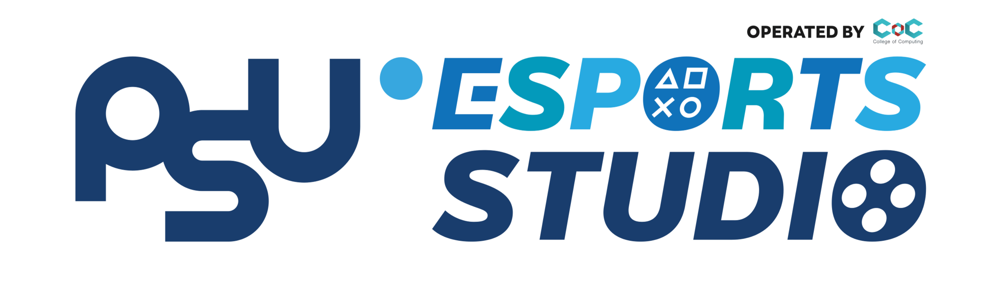 OPERATED BY CoC
College of Computing
PSU ESPORTS
STUDIO